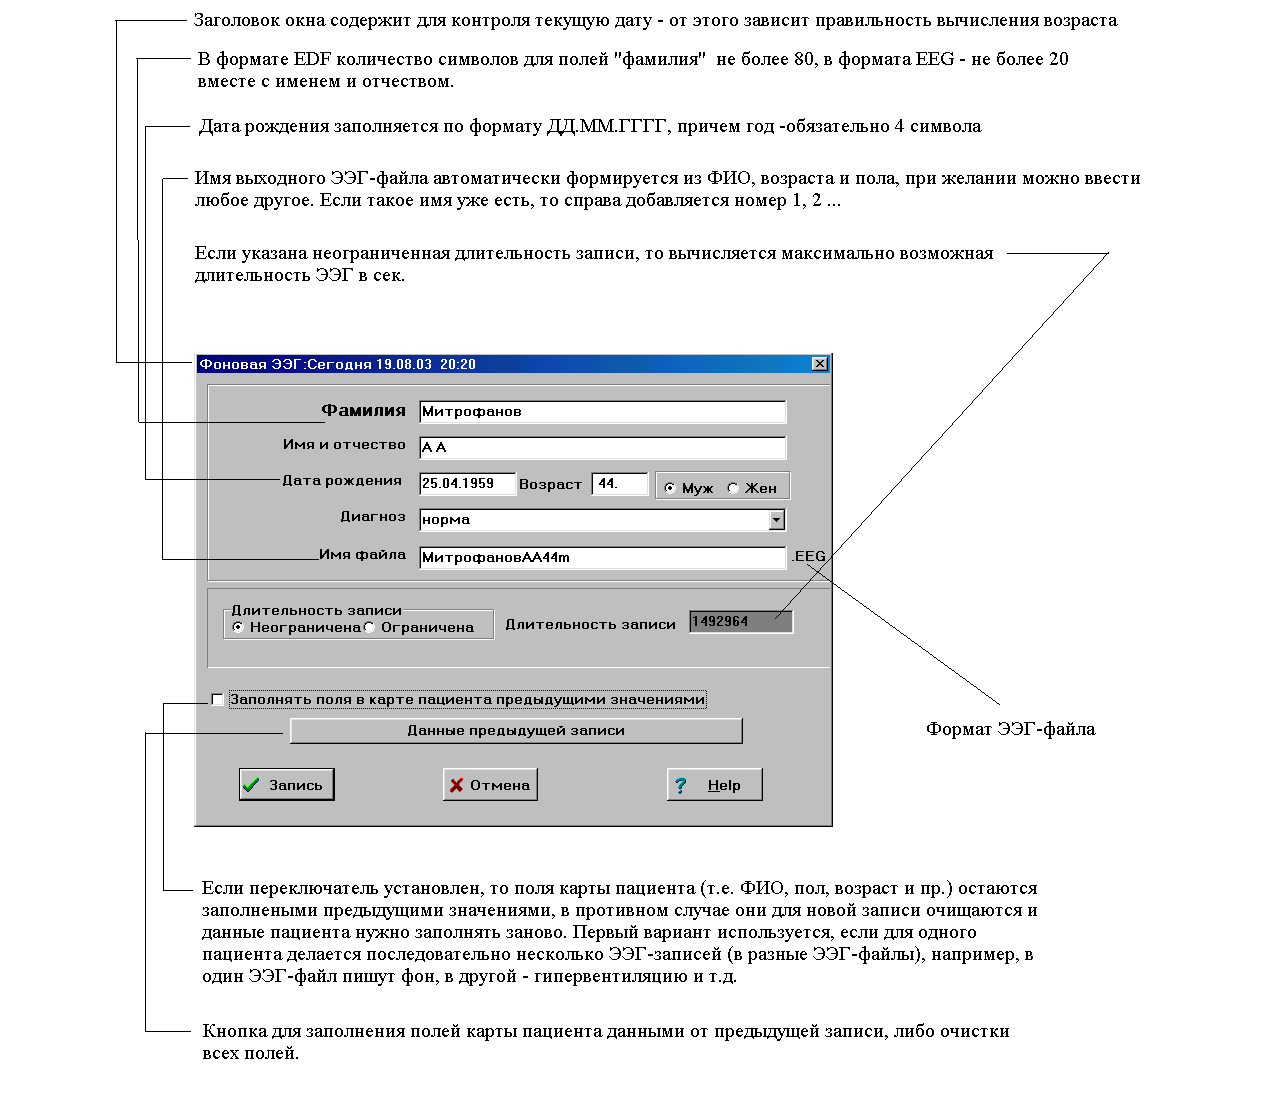 Заголовок окна содержит для контроля текущую дату - от этого зависит правильность вычисления возраста
В формате EDF количество символов для полей "фамилия"  не более 80, в формата EEG - не более 20
вместе с именем и отчеством.
Дата рождения заполняется по формату ДД.ММ.ГГГГ, причем год -обязательно 4 символа
Имя выходного ЭЭГ-файла автоматически формируется из ФИО, возраста и пола, при желании можно ввести
любое другое. Если такое имя уже есть, то справа добавляется номер 1, 2 ...
Если указана неограниченная длительность записи, то вычисляется максимально возможная
длительность ЭЭГ в сек.
Фоновая ЭЭГ:Сегодня 19.08.03  20:20
Фамилия Митрофанов
Имя и отчество А А
Дата рождения 25.04.1959 Возраст 44. Муж Жен
Диагноз норма
Имя файла МитрофановАА44m .EEG
Длительность записи
Неограничена Ограничена Длительность записи 1492964
Заполнять поля в карте пациента предыдущими значениями
Данные предыдущей записи
Формат ЭЭГ-файла
Запись Отмена Help
Если переключатель установлен, то поля карты пациента (т.е. ФИО, пол, возраст и пр.) остаются
заполнеными предыдущими значениями, в противном случае они для новой записи очищаются и
данные пациента нужно заполнять заново. Первый вариант используется, если для одного
пациента делается последовательно несколько ЭЭГ-записей (в разные ЭЭГ-файлы), например, в
один ЭЭГ-файл пишут фон, в другой - гипервентиляцию и т.д.
Кнопка для заполнения полей карты пациента данными от предыдущей записи, либо очистки
всех полей.